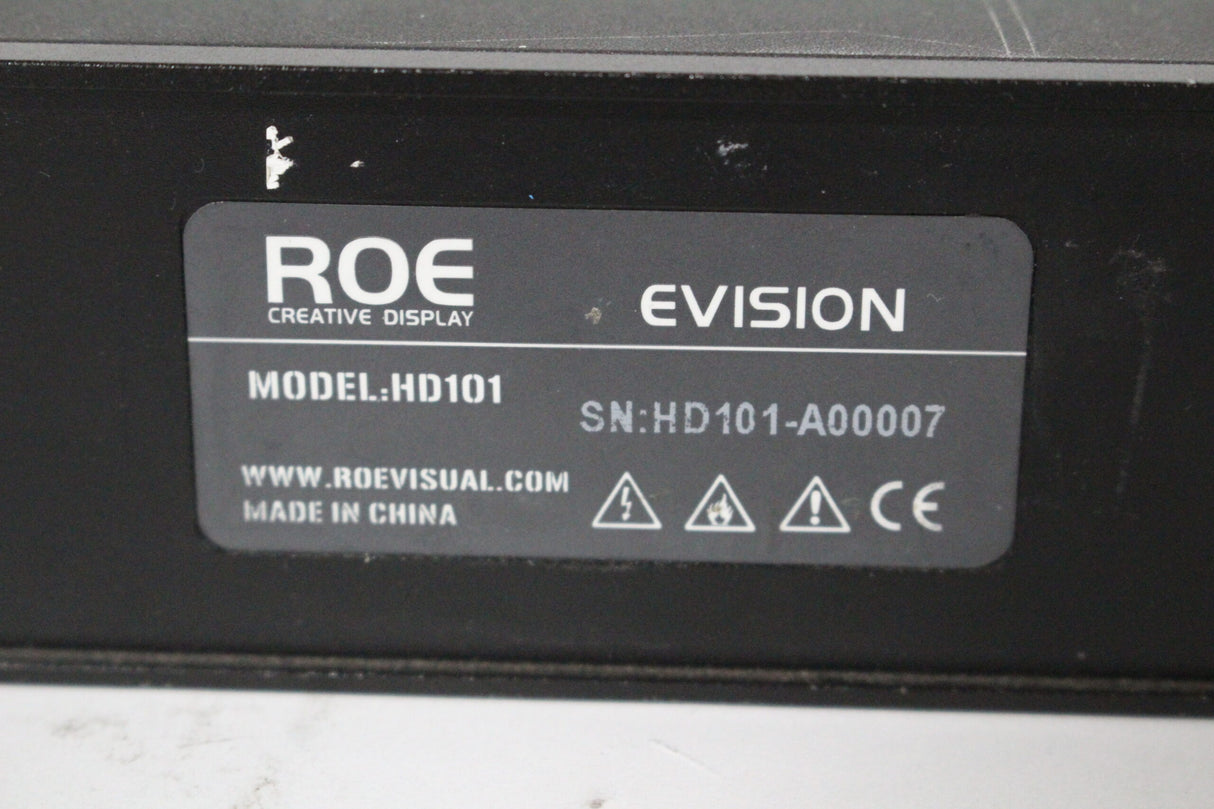 ROE
CREATIVE DISPLAY
EVISION
MODEL:HD101
SN:HD101-A00007
WWW.ROEVISUAL.COM
MADE IN CHINA
CE